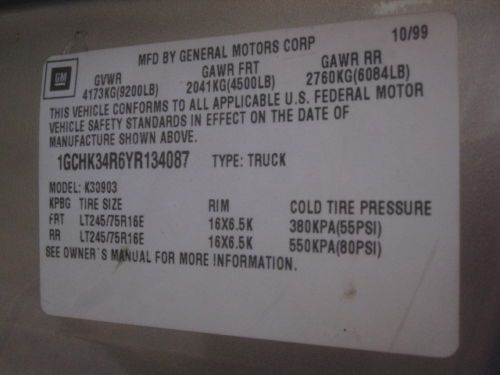 MFD BY GENERAL MOTORS CORP 10/99
GM
GVWR GAWR FRT GAWR RR
4173KG(9200LB) 2041KG(4500LB) 2760KG(6084LB)
THIS VEHICLE CONFORMS TO ALL APPLICABLE U.S. FEDERAL MOTOR
VEHICLE SAFETY STANDARDS IN EFFECT ON THE DATE OF
MANUFACTURE SHOWN ABOVE.
1GCHK34R6YR134087 TYPE: TRUCK
MODEL: K30903
KPBG TIRE SIZE RIM COLD TIRE PRESSURE
FRT LT245/75R16E 16X6.5K 380KPA(55PSI)
RR LT245/75R16E 16X6.5K 550KPA(80PSI)
SEE OWNER'S MANUAL FOR MORE INFORMATION.